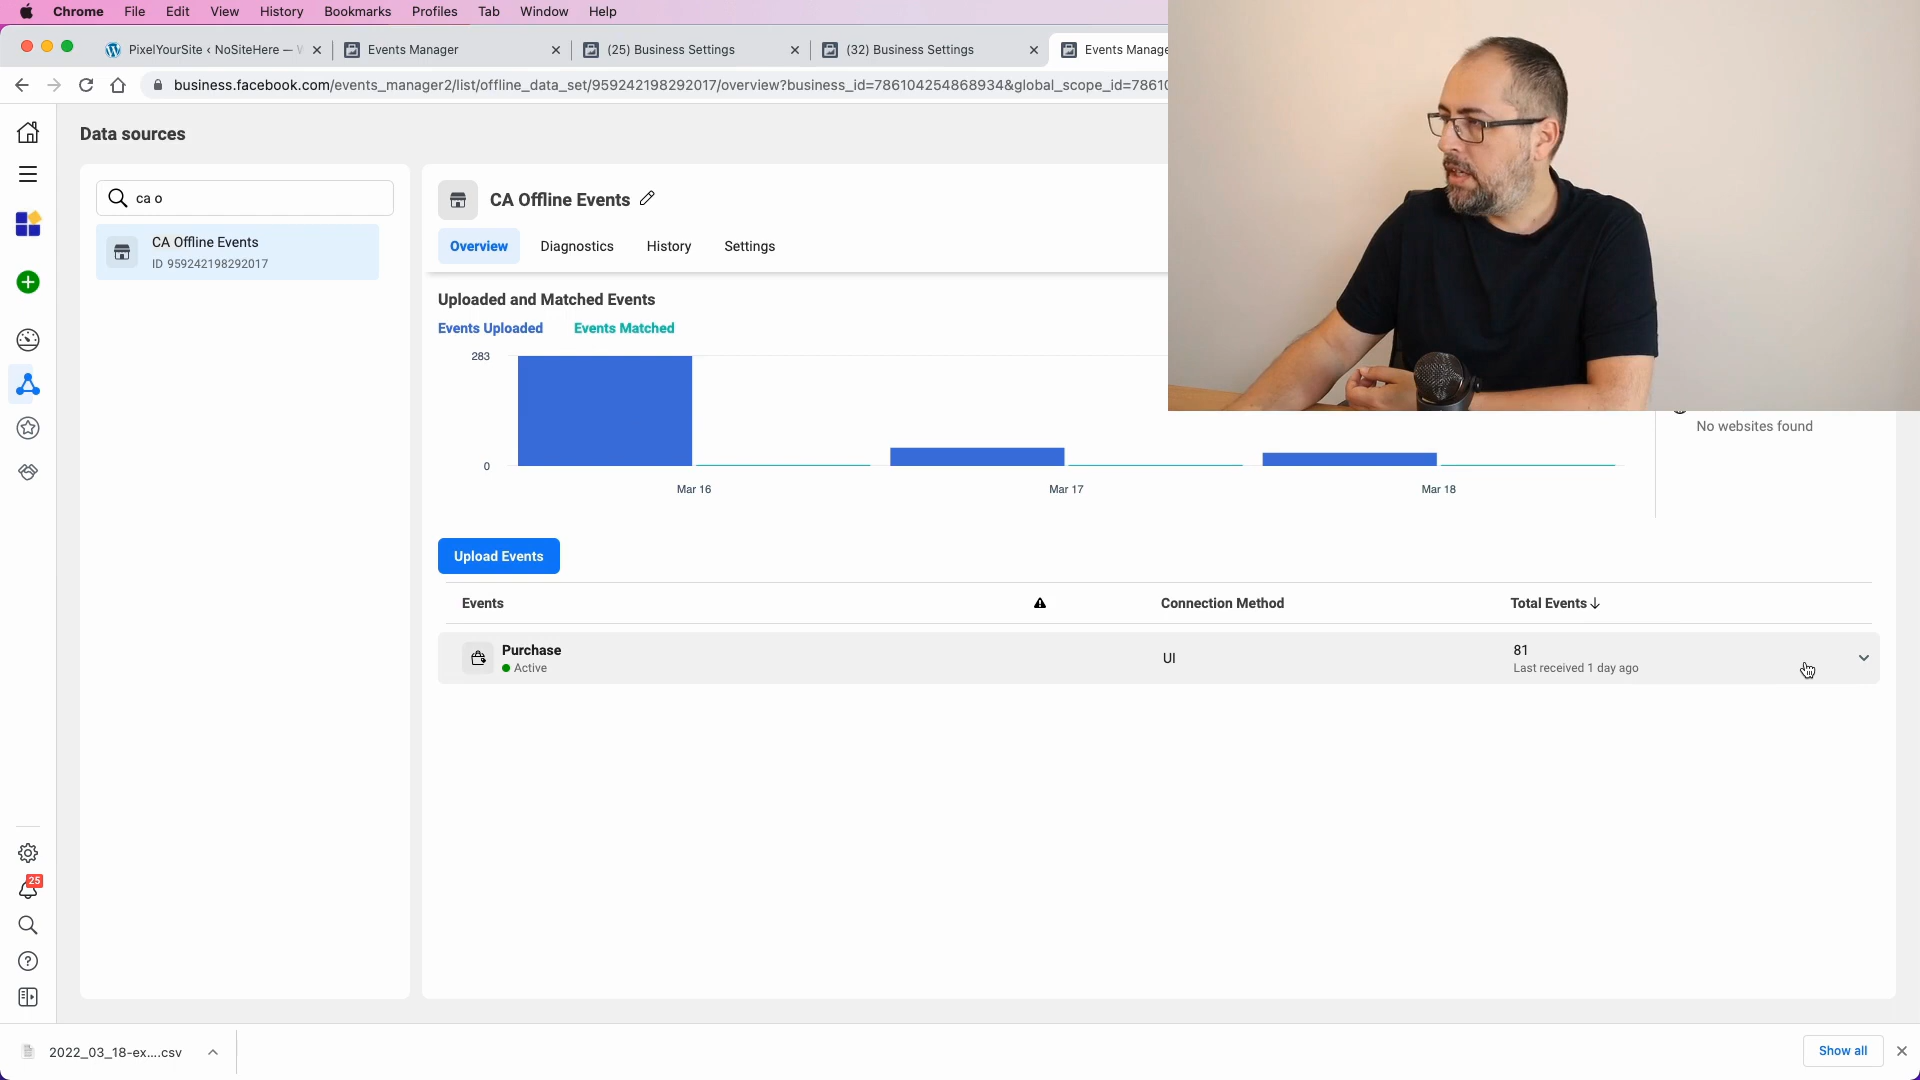 Chrome File Edit View History Bookmarks Profiles Tab Window Help
PixelYourSite ‹ NoSiteHere — Events Manager (25) Business Settings (32) Business Settings Events Manage
business.facebook.com/events_manager2/list/offline_data_set/959242198292017/overview?business_id=786104254868934&global_scope_id=78610
Data sources
ca o
CA Offline Events
ID 959242198292017
CA Offline Events
Overview Diagnostics History Settings
Uploaded and Matched Events
Events Uploaded Events Matched
283
0
Mar 16 Mar 17 Mar 18
No websites found
Upload Events
Events Connection Method Total Events
Purchase
Active
UI
81
Last received 1 day ago
25
2022_03_18-ex....csv
Show all